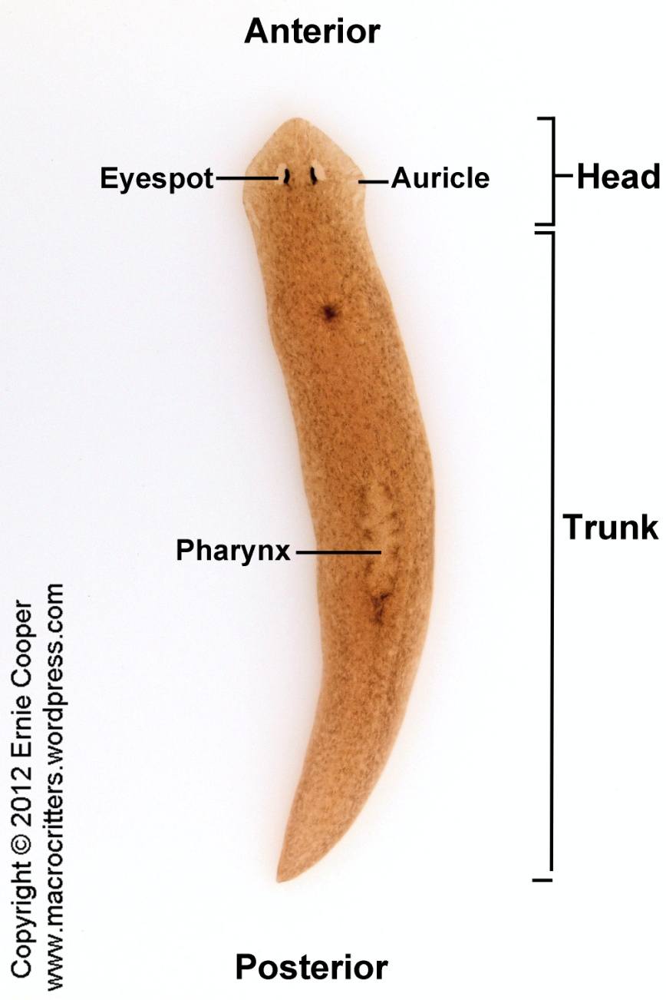 Anterior
Eyespot
Auricle
Head
Trunk
Pharynx
Posterior
Copyright © 2012 Ernie Cooper
www.macrocritters.wordpress.com